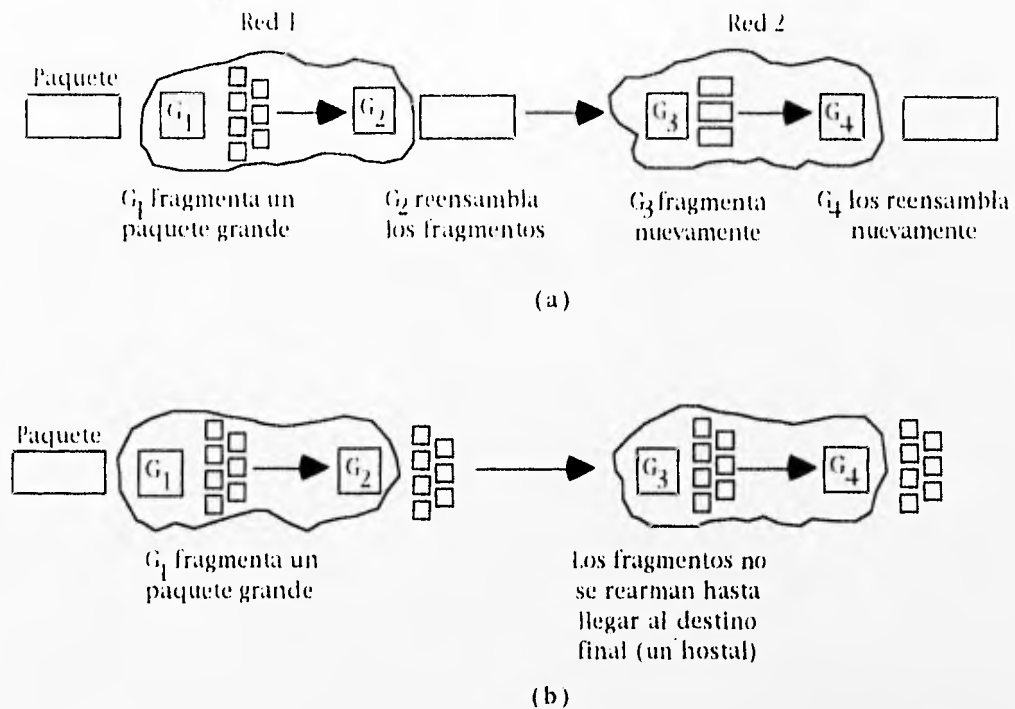 Red 1
Red 2
Paquete
G1
G2
G3
G4
G1 fragmenta un
paquete grande
G2 reensambla
los fragmentos
G3 fragmenta
nuevamente
G4 los reensambla
nuevamente
(a)
Paquete
G1
G2
G3
G4
G1 fragmenta un
paquete grande
Los fragmentos no
se rearman hasta
llegar al destino
final (un hostal)
(b)